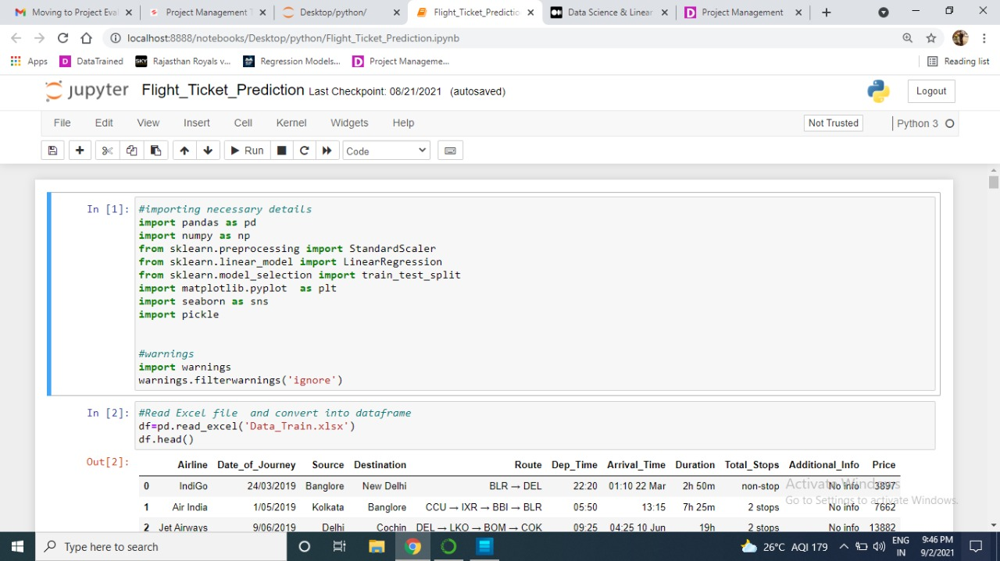 Moving to Project Eval
Project Management T
Desktop/python/
Flight_Ticket_Predictio
Data Science & Linear
Project Management
localhost:8888/notebooks/Desktop/python/Flight_Ticket_Prediction.ipynb
Apps DataTrained SKY Rajasthan Royals v... Regression Models... Project Manageme... Reading list
jupyter Flight_Ticket_Prediction Last Checkpoint: 08/21/2021 (autosaved) Logout
File Edit View Insert Cell Kernel Widgets Help Not Trusted Python 3
Run Code
In [1]: #importing necessary details
import pandas as pd
import numpy as np
from sklearn.preprocessing import StandardScaler
from sklearn.linear_model import LinearRegression
from sklearn.model_selection import train_test_split
import matplotlib.pyplot  as plt
import seaborn as sns
import pickle
#warnings
import warnings
warnings.filterwarnings('ignore')
In [2]: #Read Excel file  and convert into dataframe
df=pd.read_excel('Data_Train.xlsx')
df.head()
Out[2]:
Airline Date_of_Journey Source Destination Route Dep_Time Arrival_Time Duration Total_Stops Additional_Info Price
0 IndiGo 24/03/2019 Banglore New Delhi BLR → DEL 22:20 01:10 22 Mar 2h 50m non-stop No info 3897
1 Air India 1/05/2019 Kolkata Banglore CCU → IXR → BBI → BLR 05:50 13:15 7h 25m 2 stops No info 7662
2 Jet Airways 9/06/2019 Delhi Cochin DEL → LKO → BOM → COK 09:25 04:25 10 Jun 19h 2 stops No info 13882
Activate Windows
Go to Settings to activate Windows.
Type here to search
26°C AQI 179
ENG
IN
9:46 PM
9/2/2021